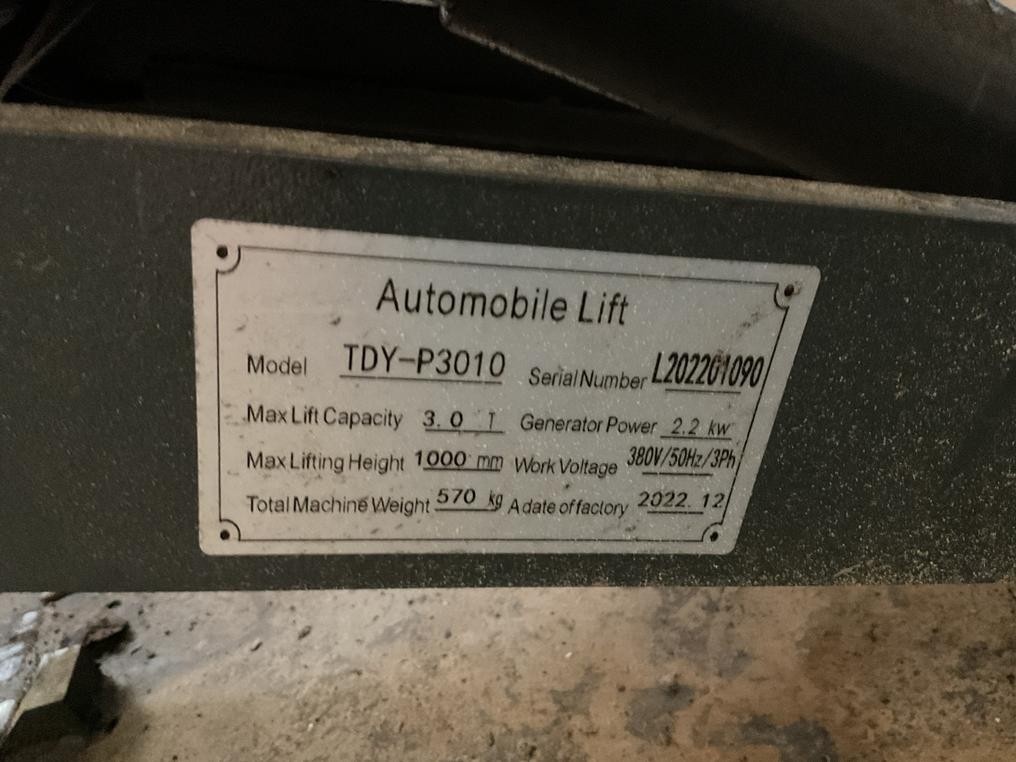 Automobile Lift
Model TDY-P3010 Serial Number L202201090
Max Lift Capacity 3.0 T Generator Power 2.2 kw
Max Lifting Height 1000 mm Work Voltage 380V/50Hz/3Ph
Total Machine Weight 570 kg A date of factory 2022.12